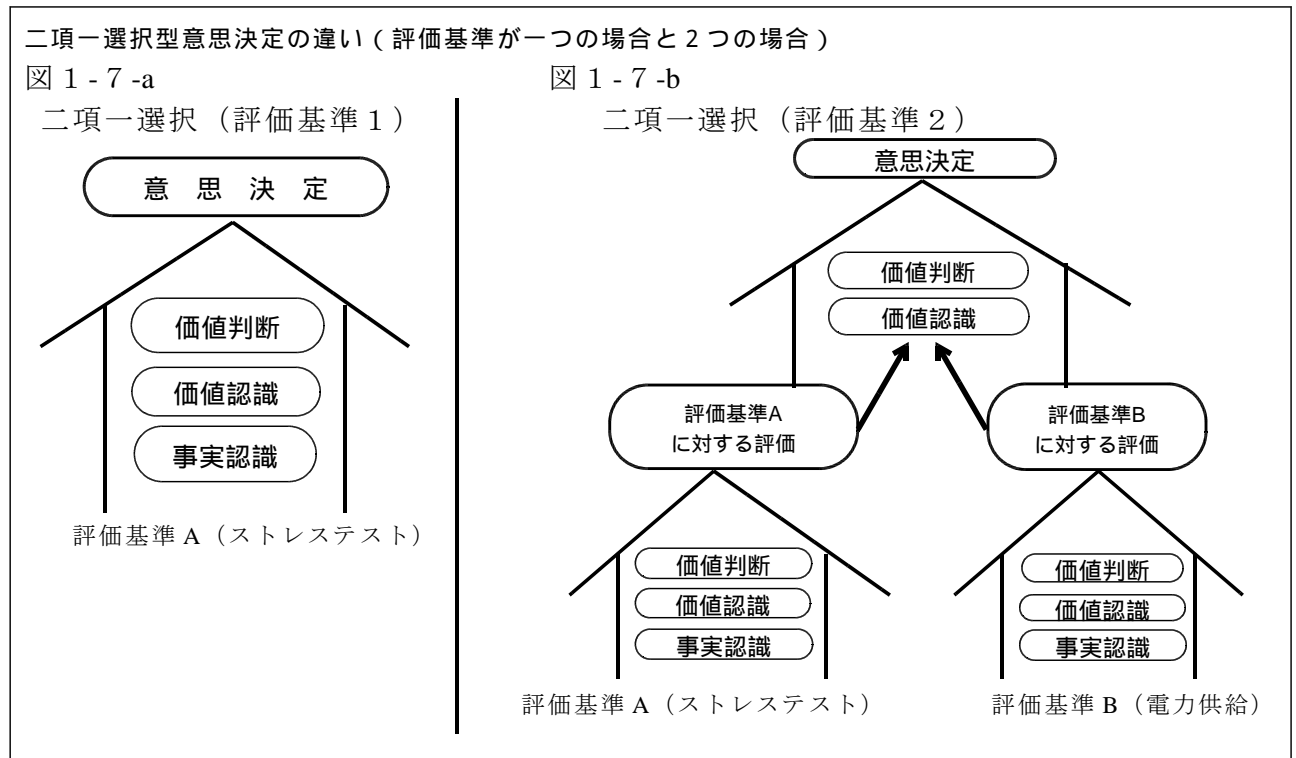 二項一選択型意思決定の違い（評価基準が一つの場合と２つの場合）
図１-７-a
二項一選択（評価基準１）
意 思 決 定
価値判断
価値認識
事実認識
評価基準Ａ（ストレステスト）
図１-７-b
二項一選択（評価基準２）
意思決定
価値判断
価値認識
評価基準A
に対する評価
評価基準B
に対する評価
価値判断
価値認識
事実認識
評価基準Ａ（ストレステスト）
価値判断
価値認識
事実認識
評価基準Ｂ（電力供給）